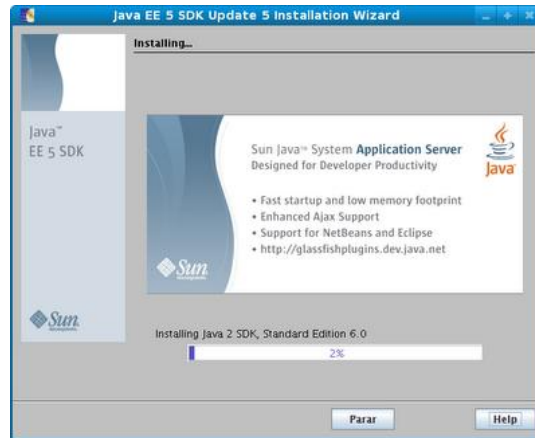 Java EE 5 SDK Update 5 Installation Wizard
Installing...
Java™
EE 5 SDK
Sun Java™ System Application Server
Designed for Developer Productivity
• Fast startup and low memory footprint
• Enhanced Ajax Support
• Support for NetBeans and Eclipse
• http://glassfishplugins.dev.java.net
Java
Sun
Sun
Installing Java 2 SDK, Standard Edition 6.0
2%
Parar
Help